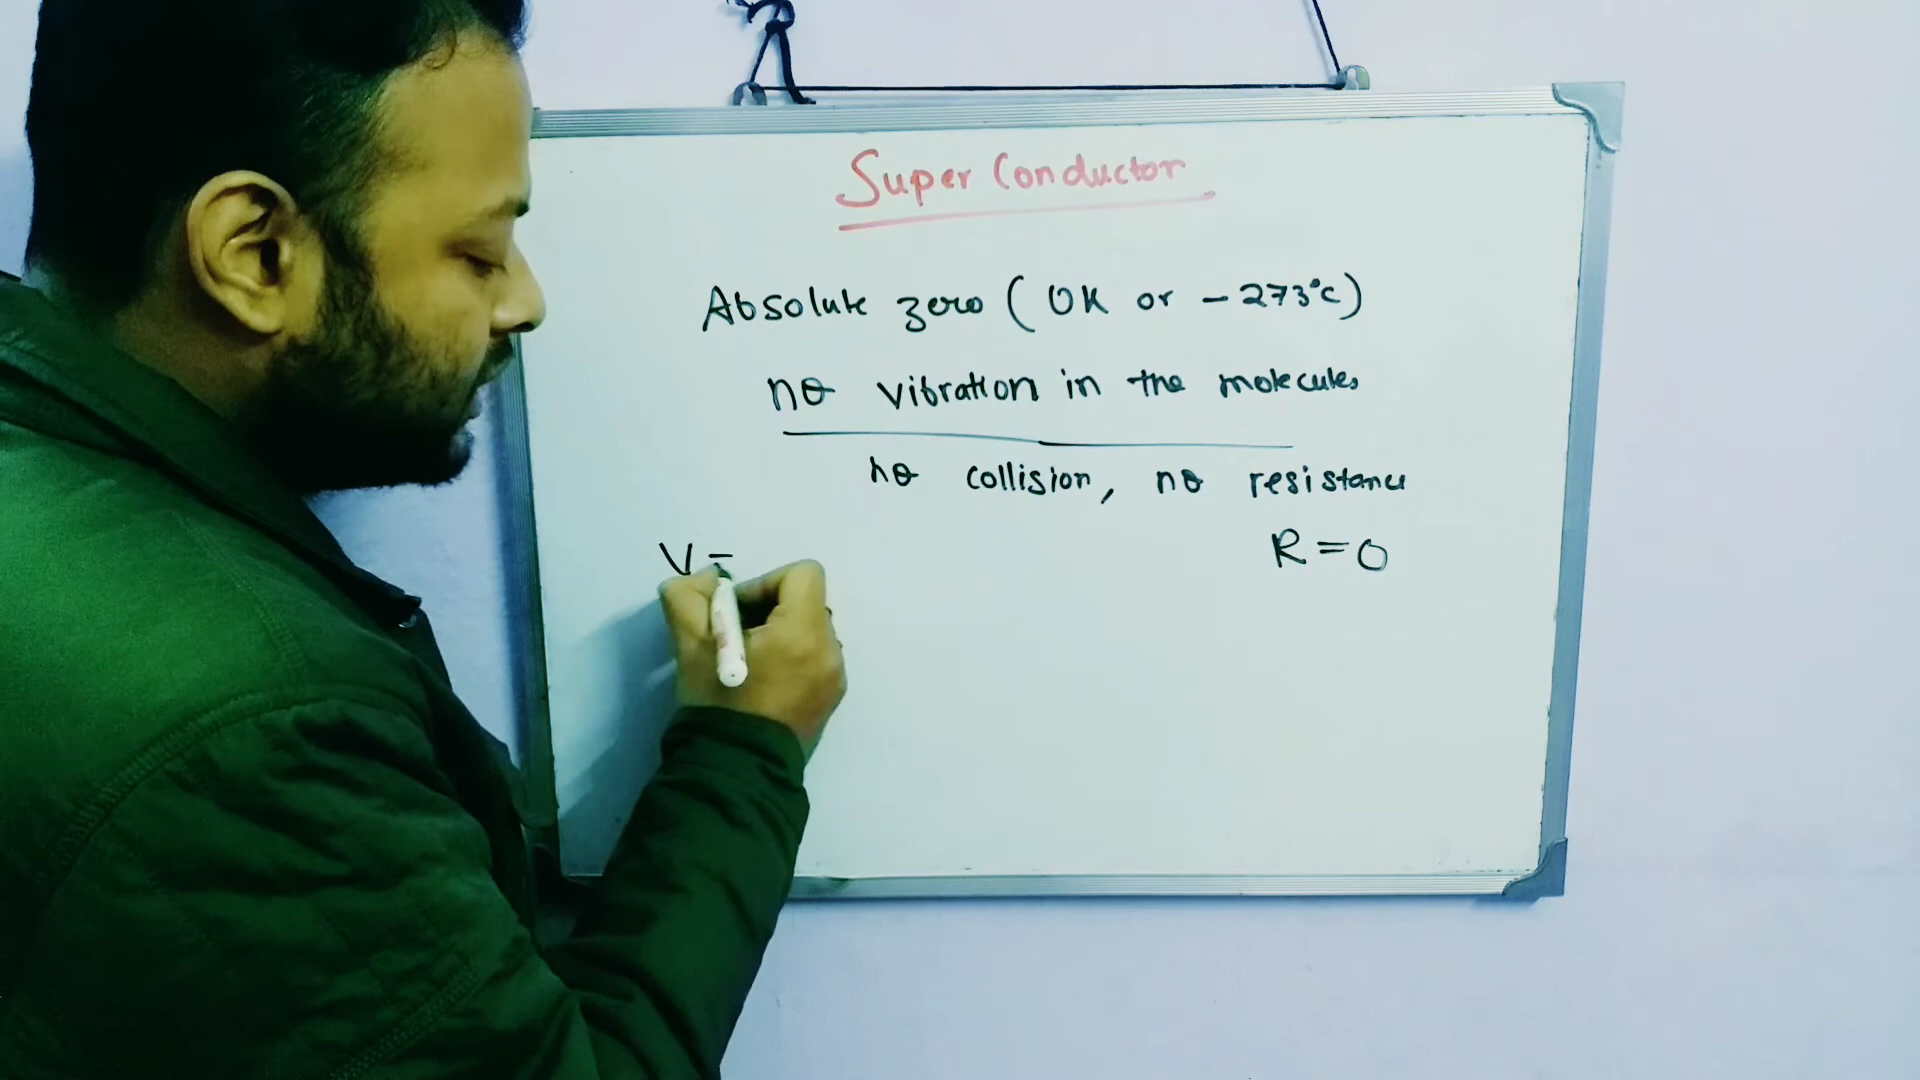 Super Conductor
Absolute zero ( 0K or - 273°C)
no vibration in the molecules
no collision, no resistance
V = R = 0